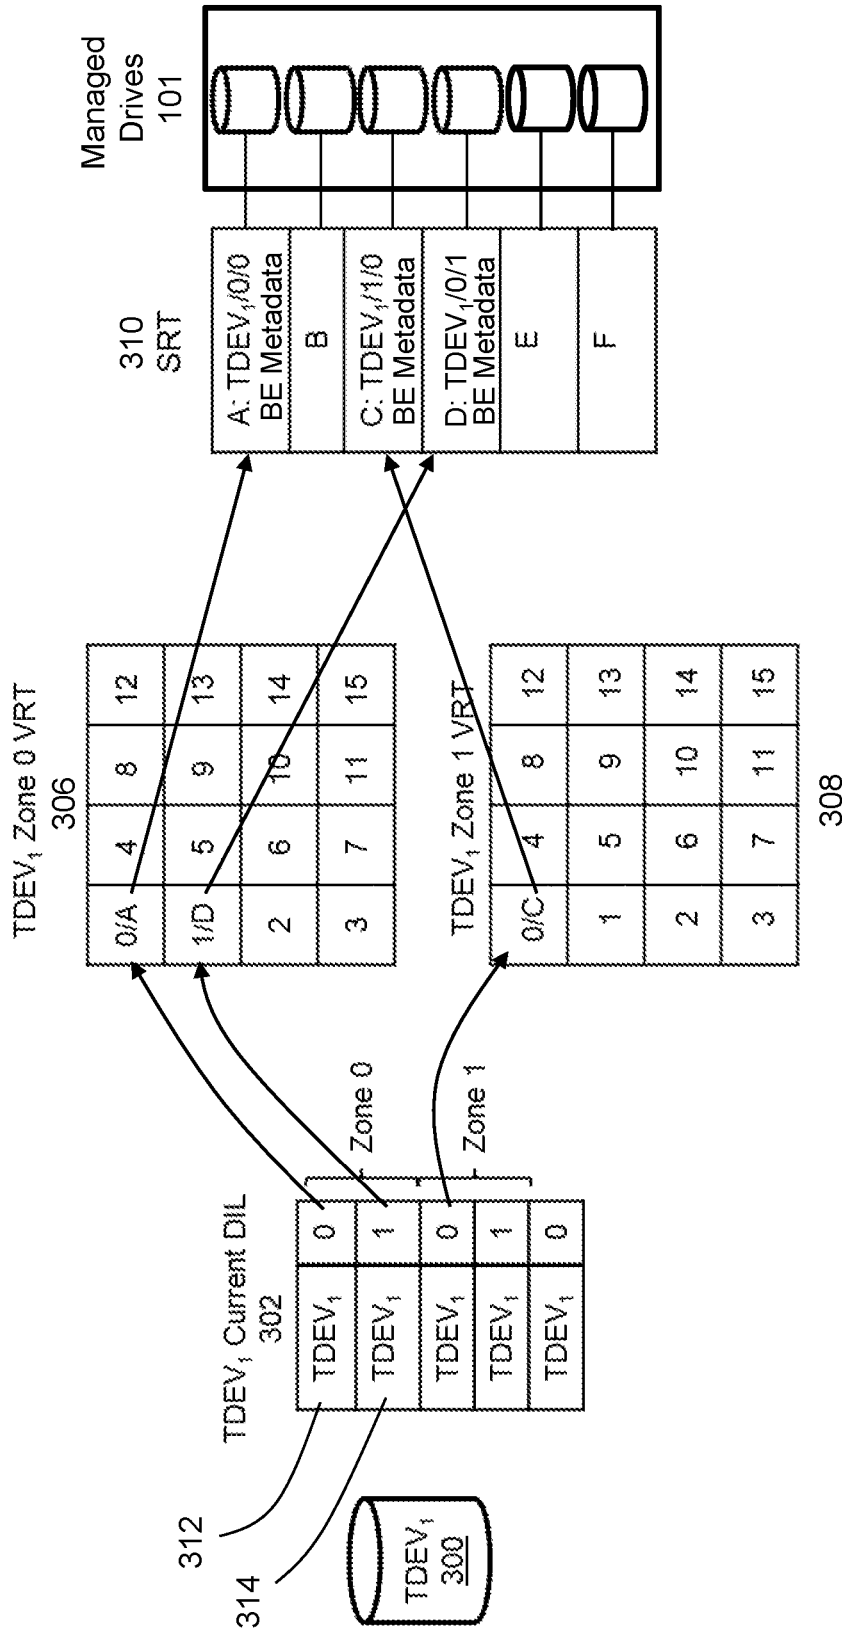 TDEV₁
300
312
314
TDEV₁ Current DIL
302
TDEV₁ 0
TDEV₁ 1
TDEV₁ 0
TDEV₁ 1
TDEV₁ 0
Zone 0
Zone 1
TDEV₁ Zone 0 VRT
306
0/A 4 8 12
1/D 5 9 13
2 6 10 14
3 7 11 15
TDEV₁ Zone 1 VRT
0/C 4 8 12
1 5 9 13
2 6 10 14
3 7 11 15
308
310
SRT
A: TDEV₁/0/0
BE Metadata
B
C: TDEV₁/1/0
BE Metadata
D: TDEV₁/0/1
BE Metadata
E
F
Managed
Drives
101